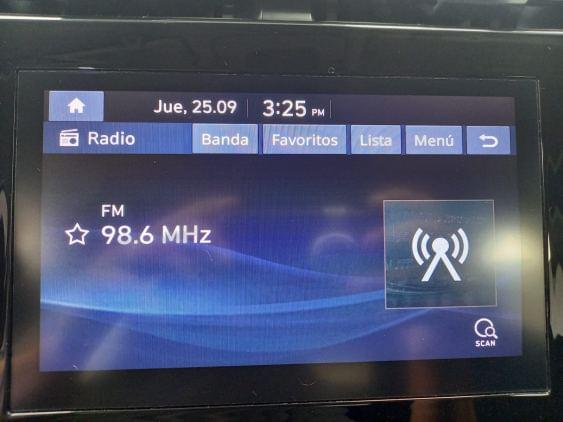 Jue, 25.09 3:25 PM
Radio Banda Favoritos Lista Menú
FM
98.6 MHz
SCAN